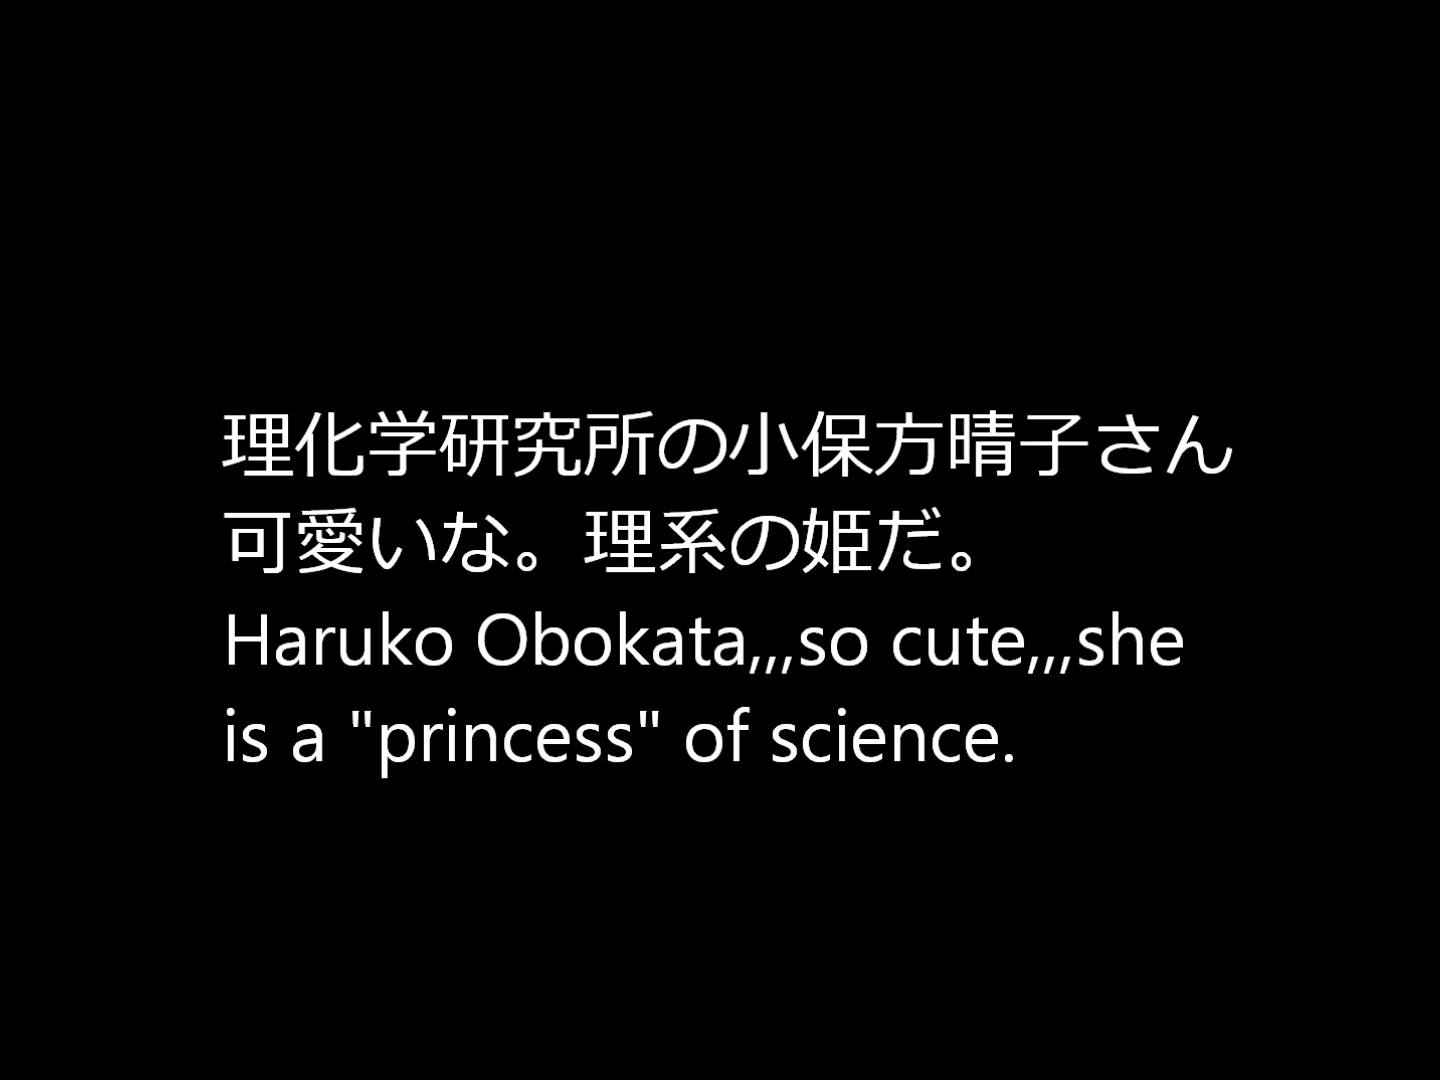 理化学研究所の小保方晴子さん
可愛いな。理系の姫だ。
Haruko Obokata,,,so cute,,,she
is a "princess" of science.